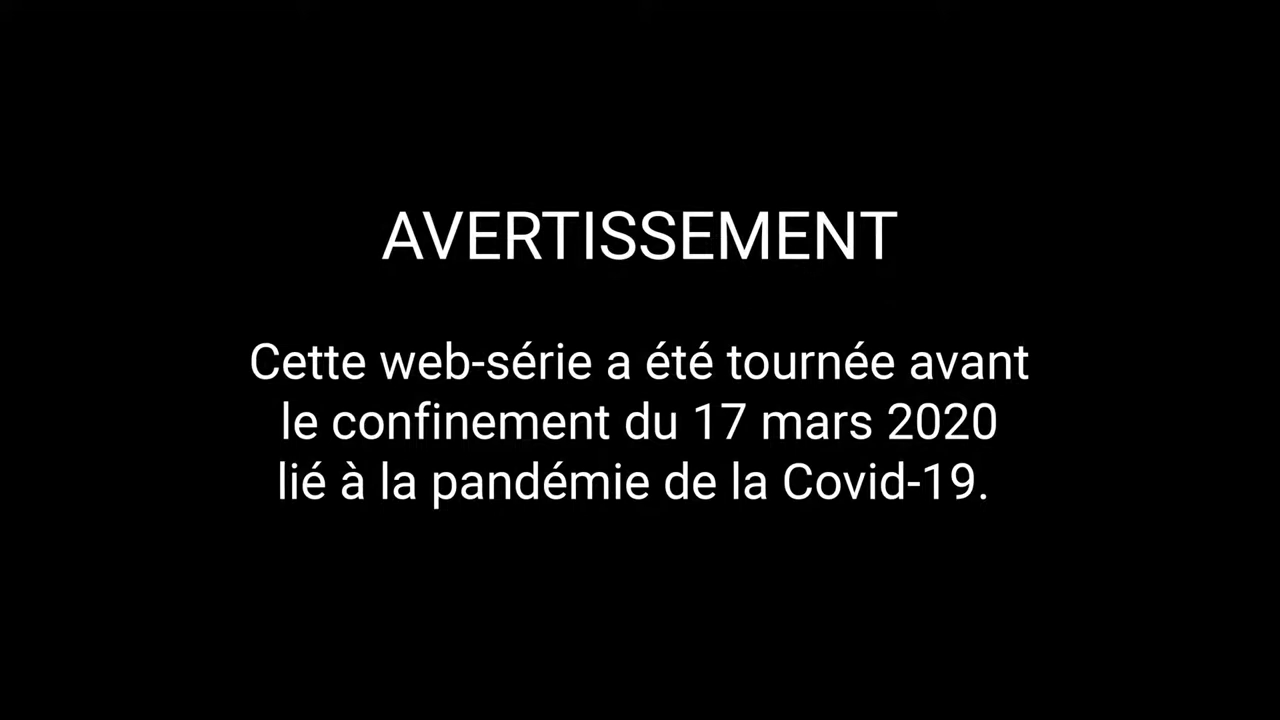 AVERTISSEMENT
Cette web-série a été tournée avant
le confinement du 17 mars 2020
lié à la pandémie de la Covid-19.